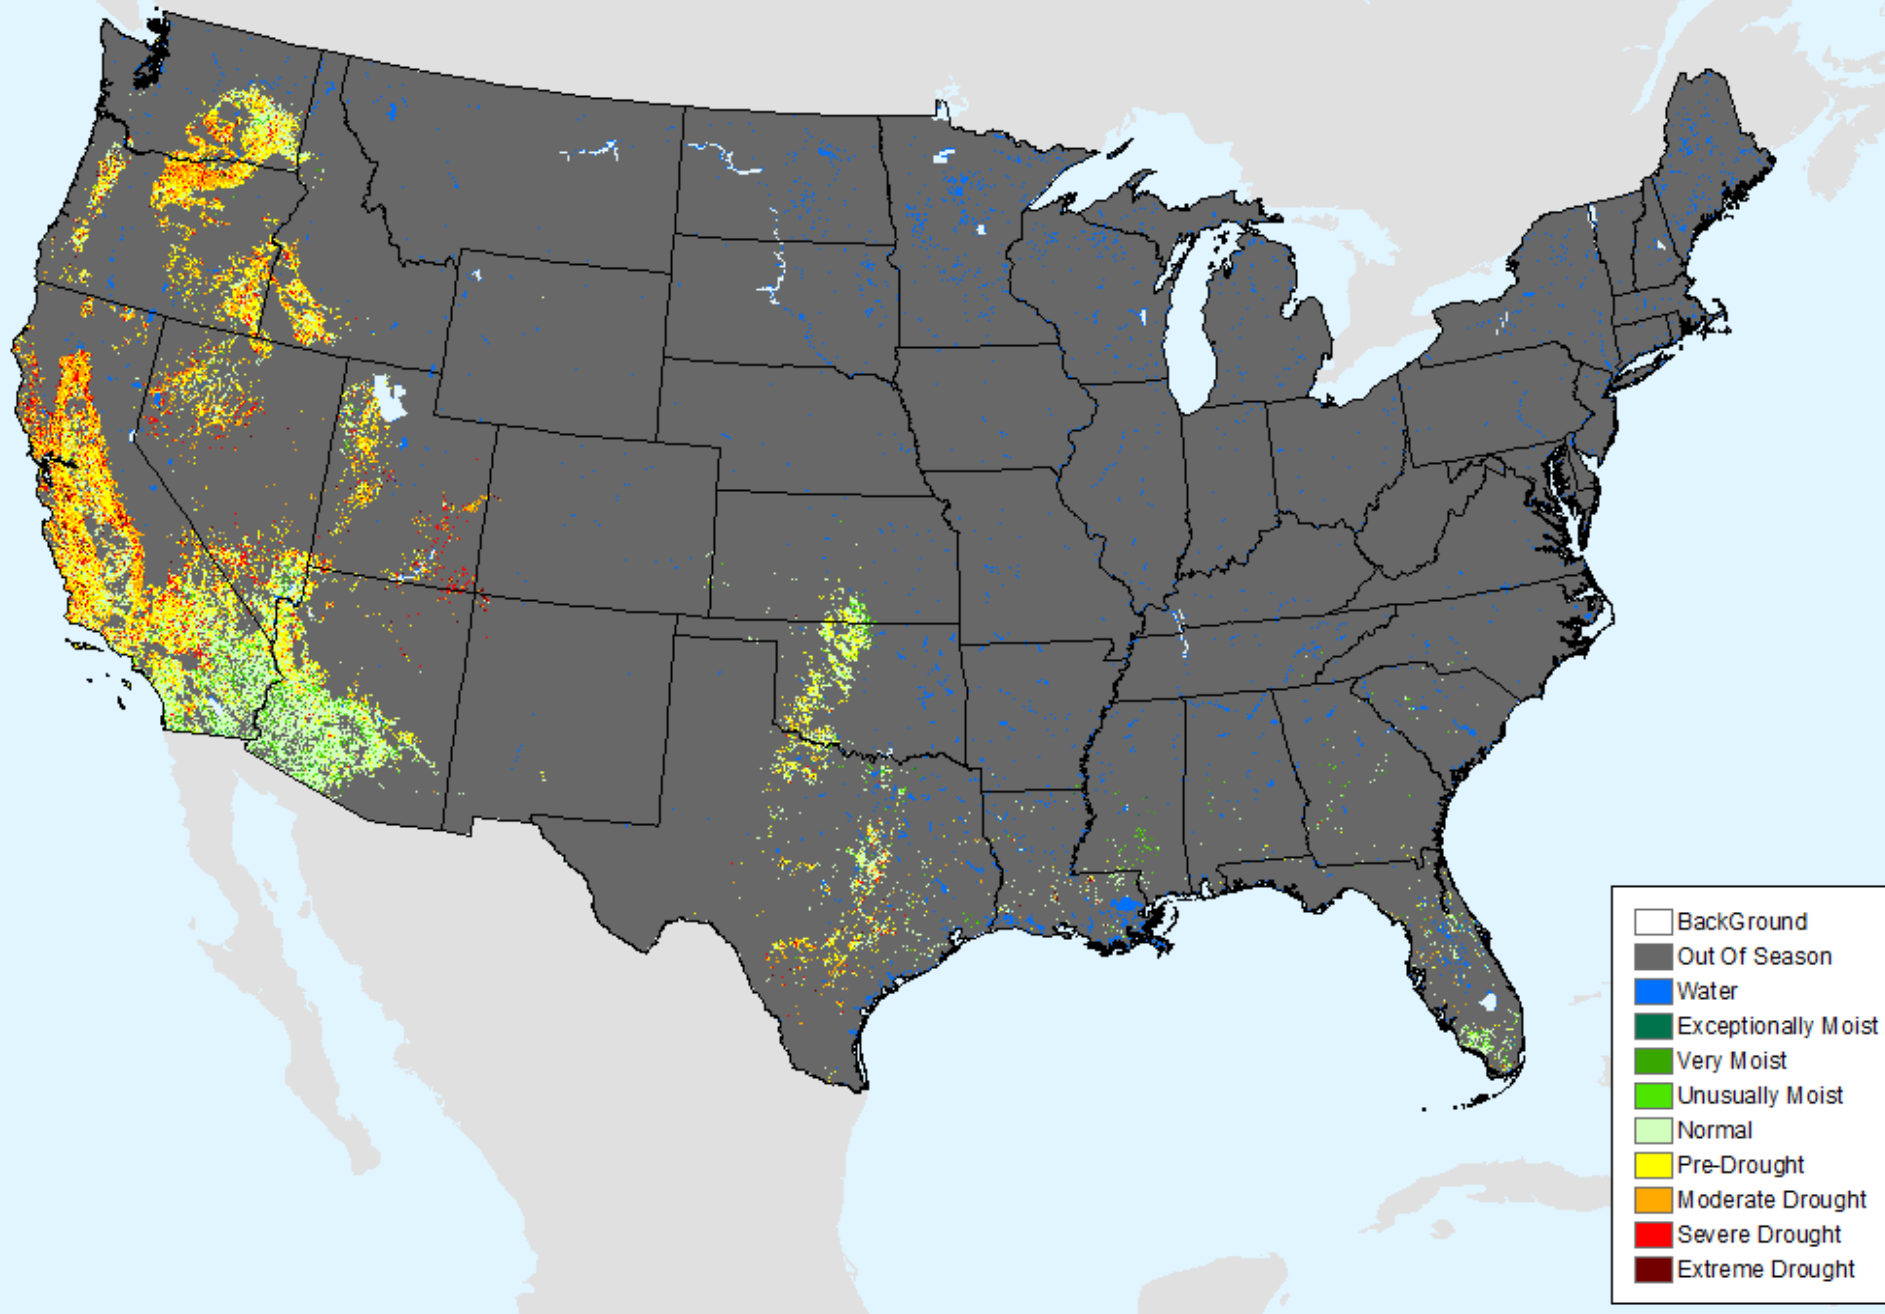 BackGround
Out Of Season
Water
Exceptionally Moist
Very Moist
Unusually Moist
Normal
Pre-Drought
Moderate Drought
Severe Drought
Extreme Drought